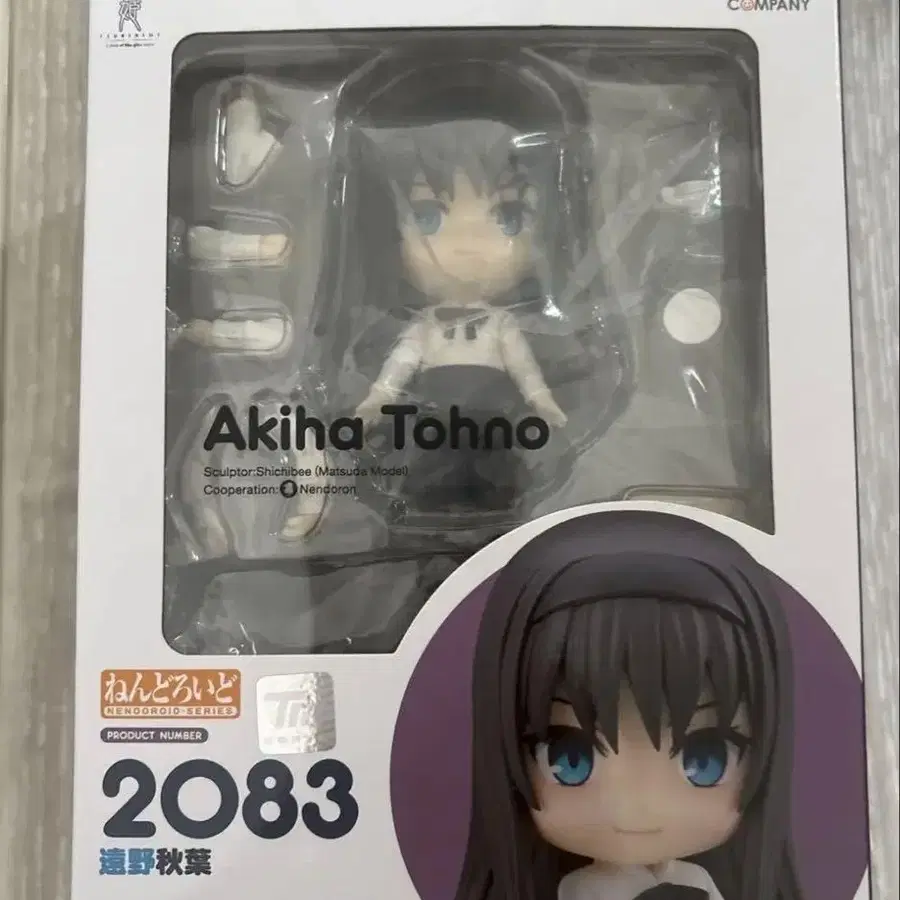 COMPANY
Akiha Tohno
Sculptor:Shichibee (Matsuda Model)
Cooperation: Nendoron
ねんどろいど
NENDOROID-SERIES
PRODUCT NUMBER
2083
遠野秋葉